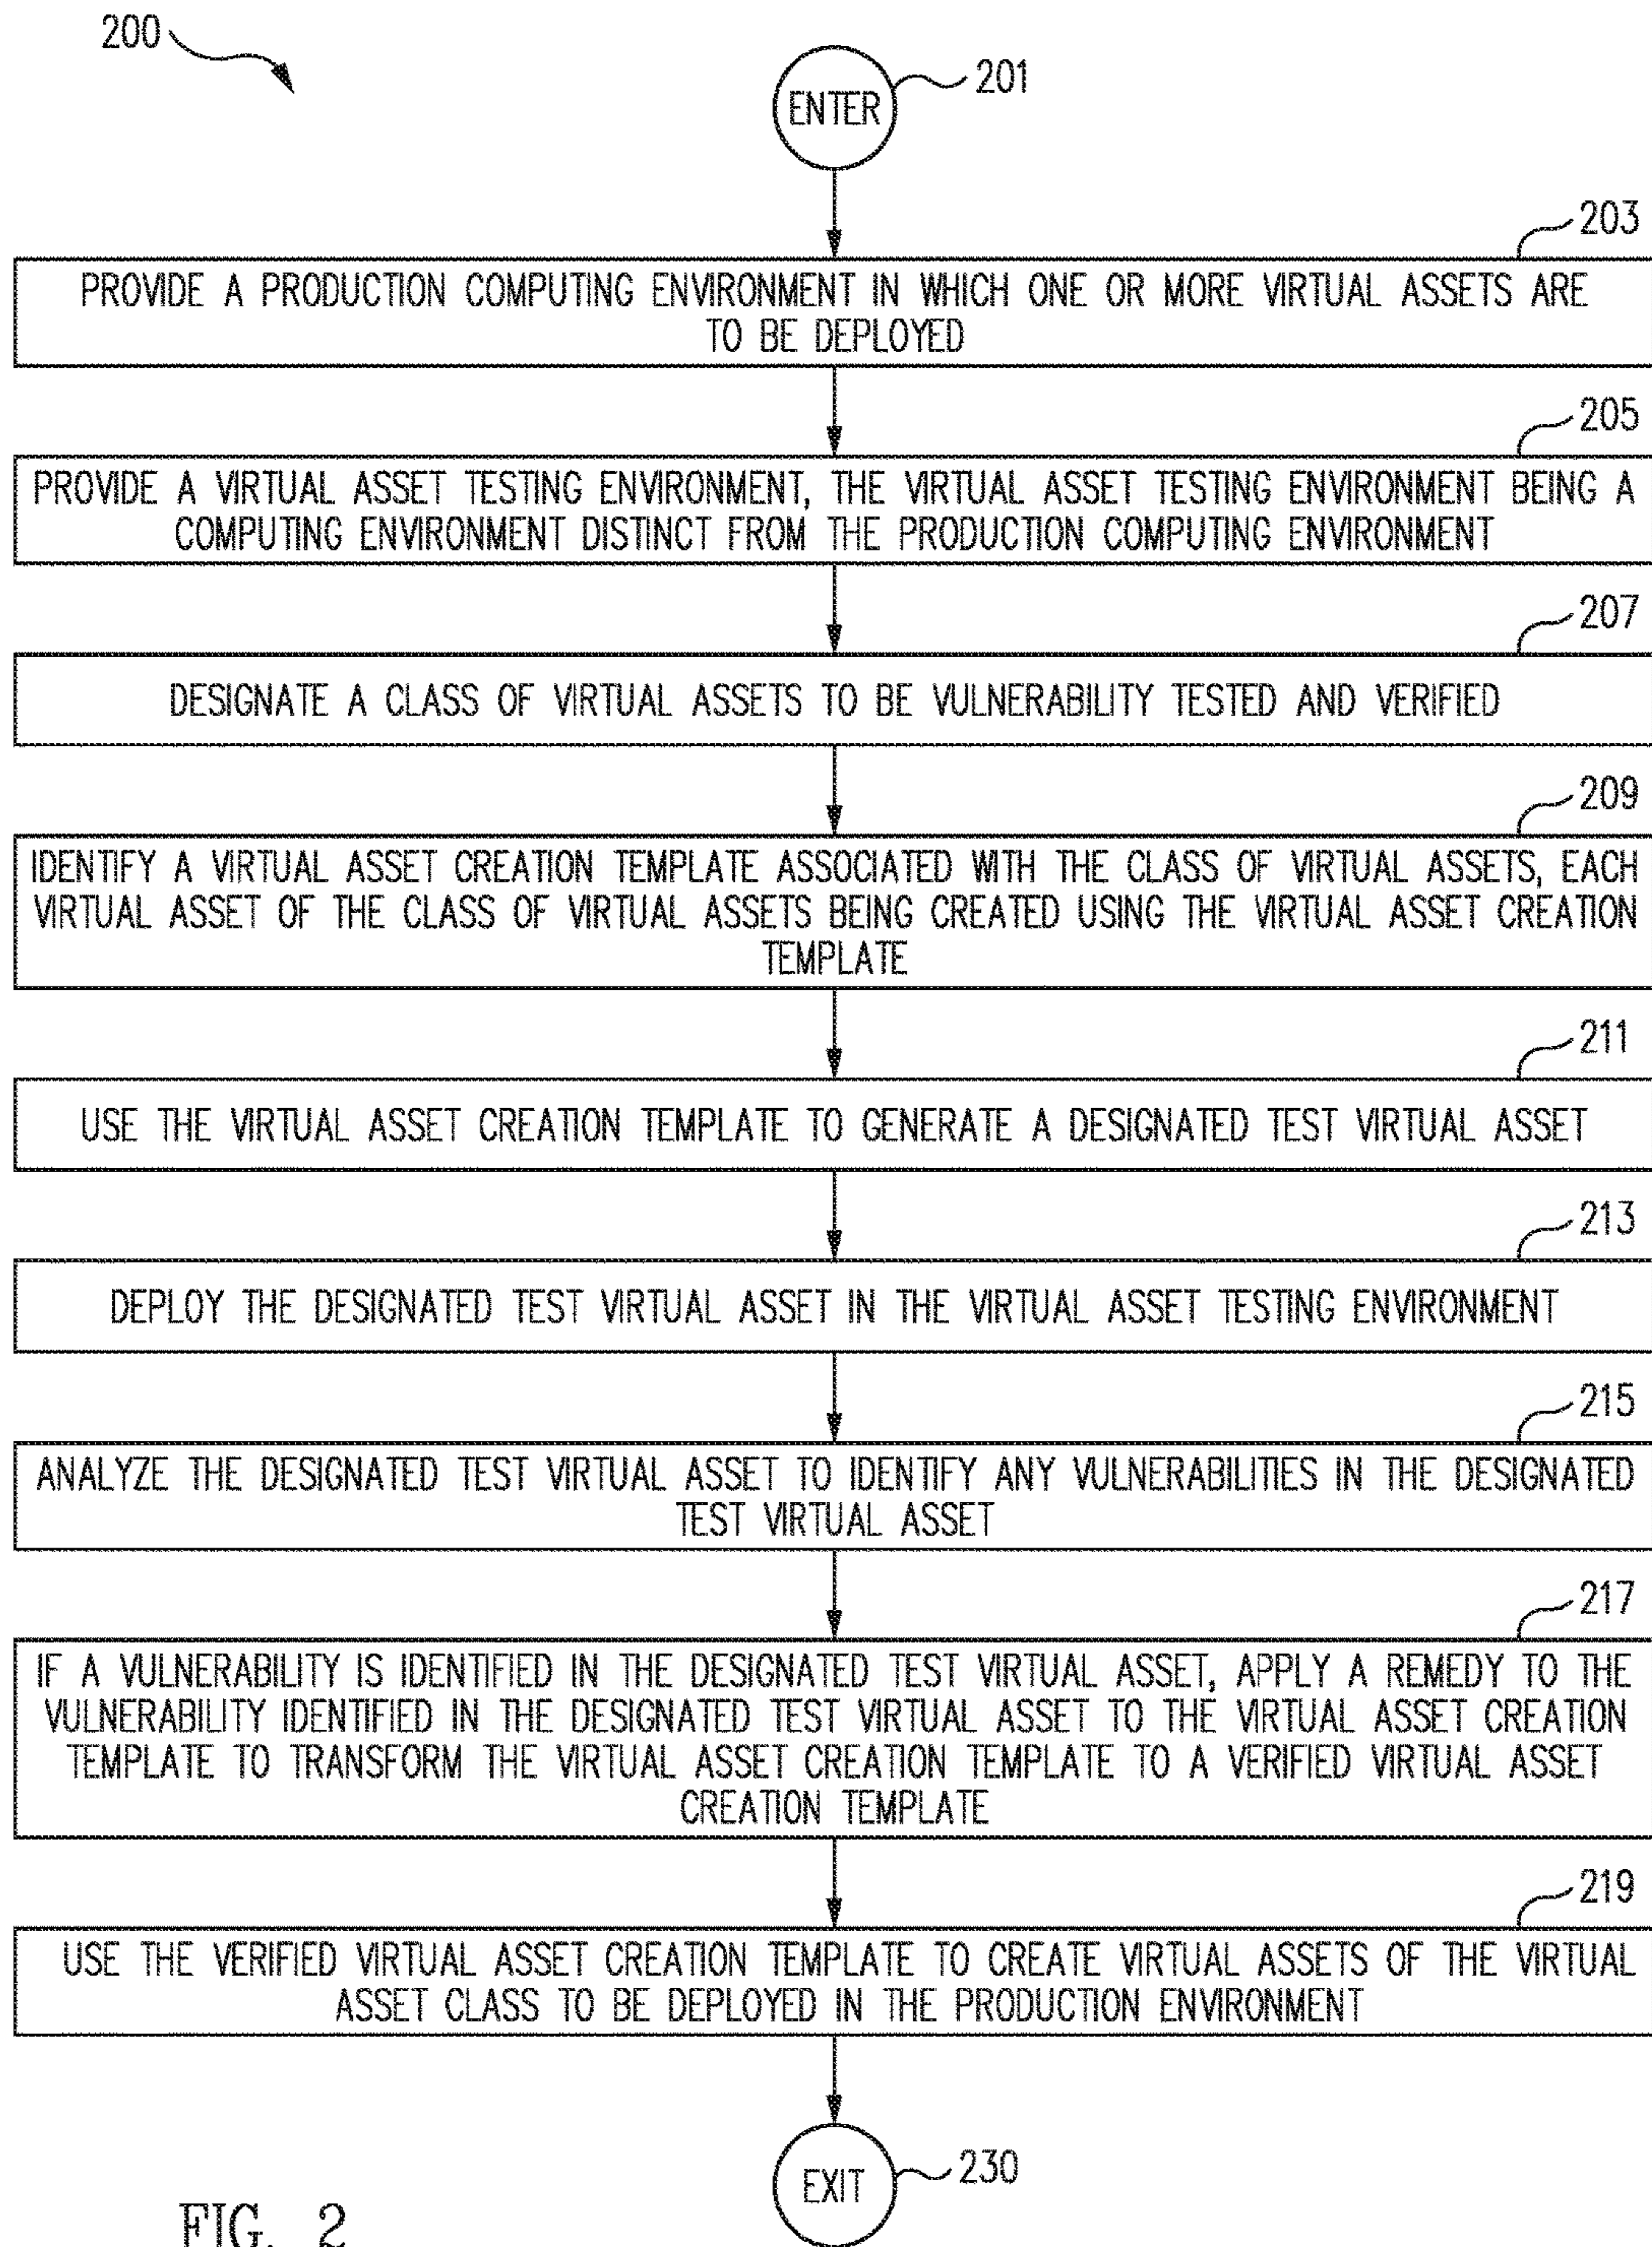 200
ENTER
201
203
PROVIDE A PRODUCTION COMPUTING ENVIRONMENT IN WHICH ONE OR MORE VIRTUAL ASSETS ARE
TO BE DEPLOYED
205
PROVIDE A VIRTUAL ASSET TESTING ENVIRONMENT, THE VIRTUAL ASSET TESTING ENVIRONMENT BEING A
COMPUTING ENVIRONMENT DISTINCT FROM THE PRODUCTION COMPUTING ENVIRONMENT
207
DESIGNATE A CLASS OF VIRTUAL ASSETS TO BE VULNERABILITY TESTED AND VERIFIED
209
IDENTIFY A VIRTUAL ASSET CREATION TEMPLATE ASSOCIATED WITH THE CLASS OF VIRTUAL ASSETS, EACH
VIRTUAL ASSET OF THE CLASS OF VIRTUAL ASSETS BEING CREATED USING THE VIRTUAL ASSET CREATION
TEMPLATE
211
USE THE VIRTUAL ASSET CREATION TEMPLATE TO GENERATE A DESIGNATED TEST VIRTUAL ASSET
213
DEPLOY THE DESIGNATED TEST VIRTUAL ASSET IN THE VIRTUAL ASSET TESTING ENVIRONMENT
215
ANALYZE THE DESIGNATED TEST VIRTUAL ASSET TO IDENTIFY ANY VULNERABILITIES IN THE DESIGNATED
TEST VIRTUAL ASSET
217
IF A VULNERABILITY IS IDENTIFIED IN THE DESIGNATED TEST VIRTUAL ASSET, APPLY A REMEDY TO THE
VULNERABILITY IDENTIFIED IN THE DESIGNATED TEST VIRTUAL ASSET TO THE VIRTUAL ASSET CREATION
TEMPLATE TO TRANSFORM THE VIRTUAL ASSET CREATION TEMPLATE TO A VERIFIED VIRTUAL ASSET
CREATION TEMPLATE
219
USE THE VERIFIED VIRTUAL ASSET CREATION TEMPLATE TO CREATE VIRTUAL ASSETS OF THE VIRTUAL
ASSET CLASS TO BE DEPLOYED IN THE PRODUCTION ENVIRONMENT
EXIT
230
FIG. 2